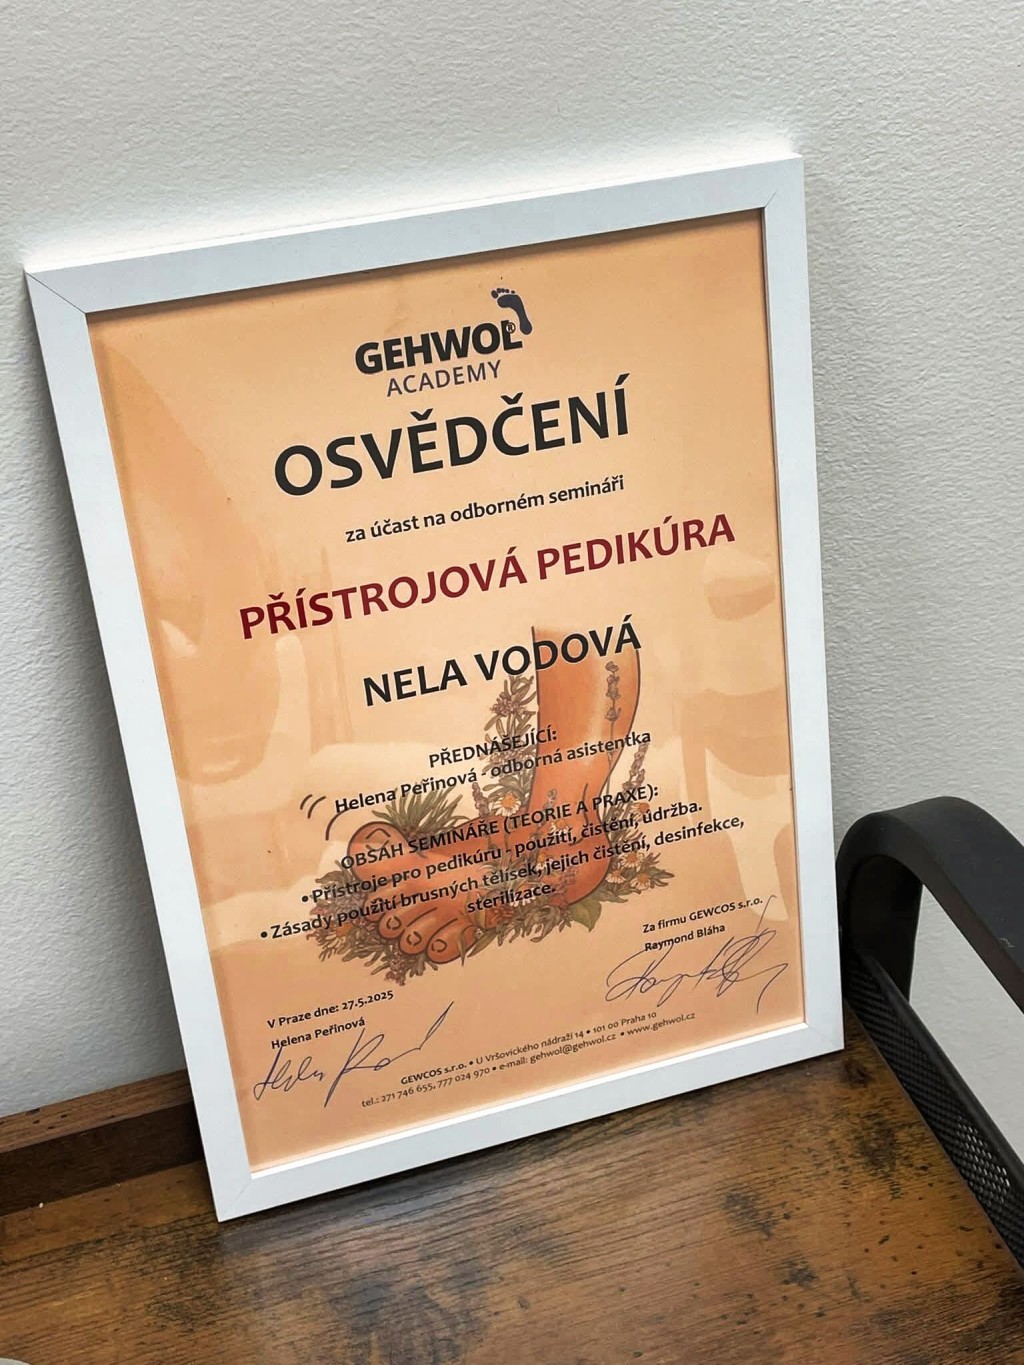 GEHWOL®
ACADEMY
OSVĚDČENÍ
za účast na odborném semináři
PŘÍSTROJOVÁ PEDIKÚRA
NELA VODOVÁ
PŘEDNÁŠEJÍCÍ:
Helena Peřinová - odborná asistentka
OBSAH SEMINÁŘE (TEORIE A PRAXE):
• Přístroje pro pedikúru - použití, čistění, údržba.
• Zásady použití brusných tělísek, jejich čistění, desinfekce,
sterilizace.
Za firmu GEWCOS s.r.o.
Raymond Bláha
V Praze dne: 27.5.2025
Helena Peřinová
GEWCOS s.r.o. • U Vršovického nádraží 14 • 101 00 Praha 10
tel.: 271 746 655, 777 024 970 • e-mail: gehwol@gehwol.cz • www.gehwol.cz